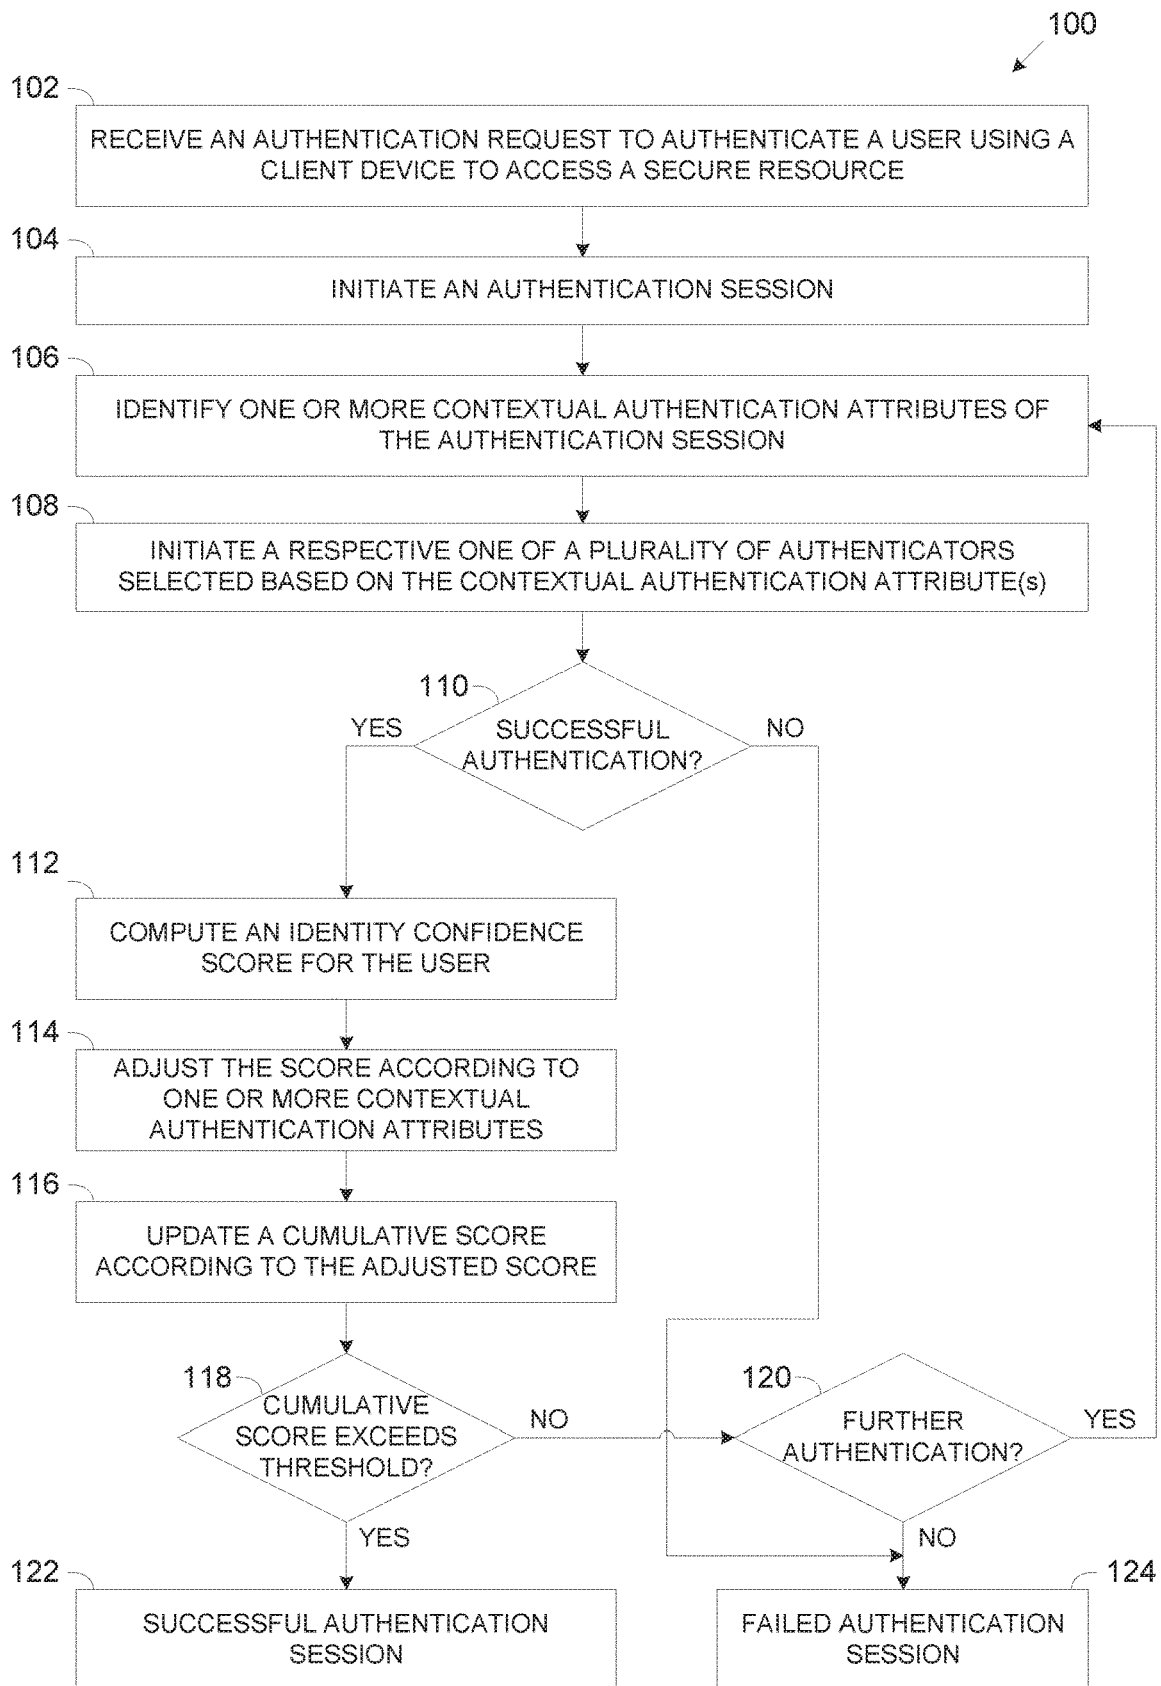 100
102
RECEIVE AN AUTHENTICATION REQUEST TO AUTHENTICATE A USER USING A
CLIENT DEVICE TO ACCESS A SECURE RESOURCE
104
INITIATE AN AUTHENTICATION SESSION
106
IDENTIFY ONE OR MORE CONTEXTUAL AUTHENTICATION ATTRIBUTES OF
THE AUTHENTICATION SESSION
108
INITIATE A RESPECTIVE ONE OF A PLURALITY OF AUTHENTICATORS
SELECTED BASED ON THE CONTEXTUAL AUTHENTICATION ATTRIBUTE(s)
110
YES
SUCCESSFUL
AUTHENTICATION?
NO
112
COMPUTE AN IDENTITY CONFIDENCE
SCORE FOR THE USER
114
ADJUST THE SCORE ACCORDING TO
ONE OR MORE CONTEXTUAL
AUTHENTICATION ATTRIBUTES
116
UPDATE A CUMULATIVE SCORE
ACCORDING TO THE ADJUSTED SCORE
118
CUMULATIVE
SCORE EXCEEDS
THRESHOLD?
NO
YES
120
FURTHER
AUTHENTICATION?
YES
NO
122
SUCCESSFUL AUTHENTICATION
SESSION
124
FAILED AUTHENTICATION
SESSION